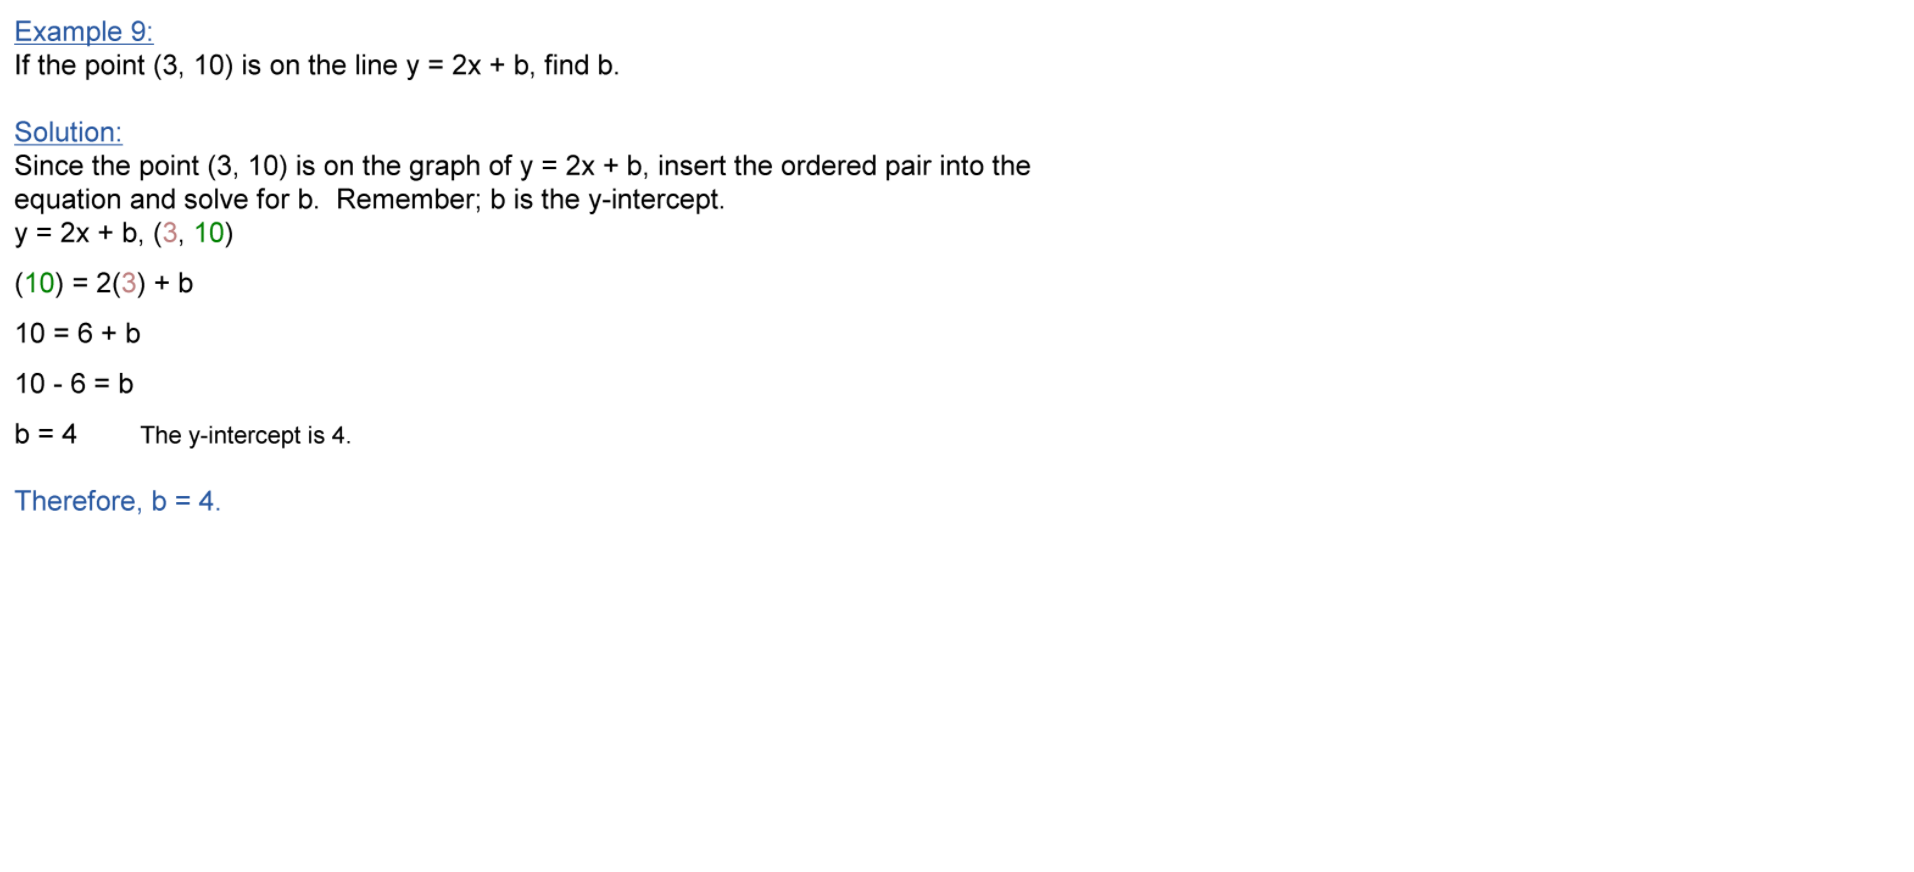 Example 9:
If the point (3, 10) is on the line y = 2x + b, find b.
Solution:
Since the point (3, 10) is on the graph of y = 2x + b, insert the ordered pair into the
equation and solve for b.  Remember; b is the y-intercept.
y = 2x + b, (3, 10)
(10) = 2(3) + b
10 = 6 + b
10 - 6 = b
b = 4 The y-intercept is 4.
Therefore, b = 4.